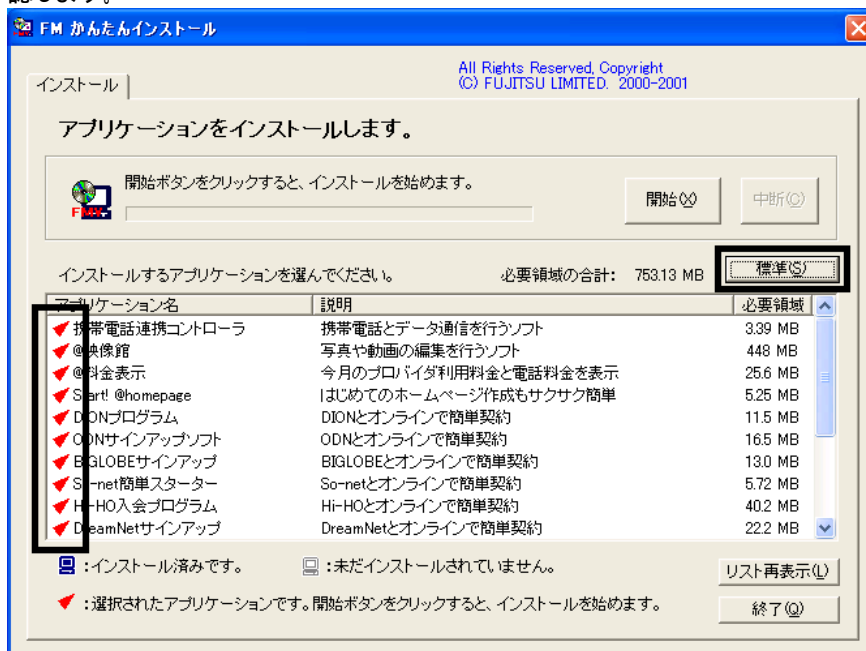 認します。
FM かんたんインストール
All Rights Reserved, Copyright
(C) FUJITSU LIMITED. 2000-2001
インストール
アプリケーションをインストールします。
開始ボタンをクリックすると、インストールを始めます。
開始(X)
中断(C)
FMV
インストールするアプリケーションを選んでください。
必要領域の合計: 753.13 MB
標準(S)
アプリケーション名 説明 必要領域
携帯電話連携コントローラ 携帯電話とデータ通信を行うソフト 3.39 MB
@映像館 写真や動画の編集を行うソフト 448 MB
@料金表示 今月のプロバイダ利用料金と電話料金を表示 25.6 MB
Start! @homepage はじめてのホームページ作成もサクサク簡単 5.25 MB
DIONプログラム DIONとオンラインで簡単契約 11.5 MB
ODNサインアップソフト ODNとオンラインで簡単契約 16.5 MB
BIGLOBEサインアップ BIGLOBEとオンラインで簡単契約 13.0 MB
So-net簡単スターター So-netとオンラインで簡単契約 5.72 MB
Hi-HO入会プログラム Hi-HOとオンラインで簡単契約 40.2 MB
DreamNetサインアップ DreamNetとオンラインで簡単契約 22.2 MB
:インストール済みです。 :未だインストールされていません。
リスト再表示(L)
:選択されたアプリケーションです。開始ボタンをクリックすると、インストールを始めます。
終了(Q)